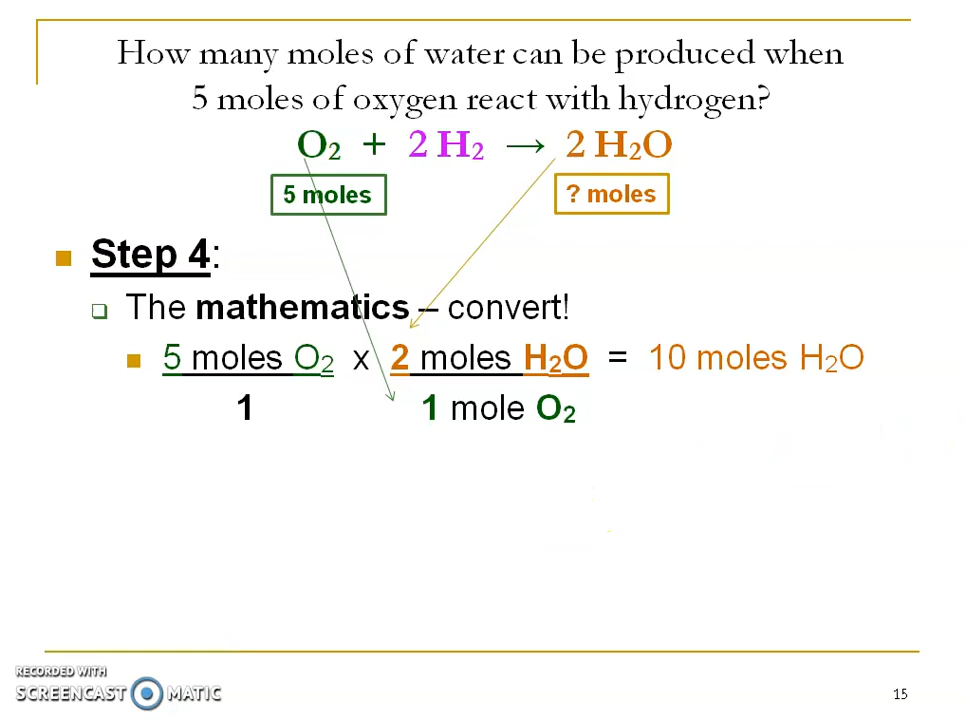 How many moles of water can be produced when
5 moles of oxygen react with hydrogen?
O₂ + 2 H₂ → 2 H₂O
5 moles ? moles
Step 4:
The mathematics – convert!
5 moles O₂ x 2 moles H₂O = 10 moles H₂O
1 1 mole O₂
RECORDED WITH
SCREENCAST MATIC
15